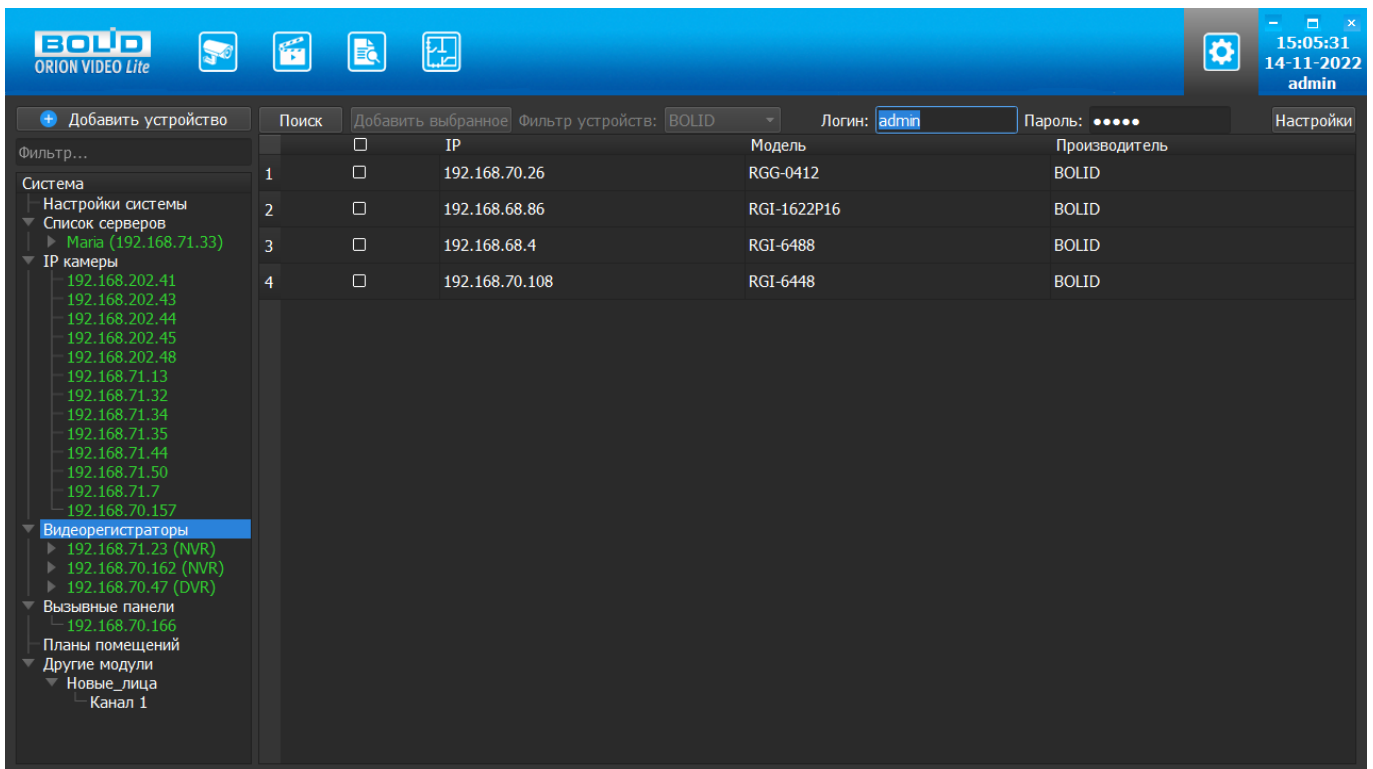 BOLID
ORION VIDEO Lite
15:05:31
14-11-2022
admin
Добавить устройство
Поиск
Добавить выбранное
Фильтр устройств: BOLID
Логин: admin
Пароль: •••••
Настройки
Фильтр...
IP Модель Производитель
1 192.168.70.26 RGG-0412 BOLID
2 192.168.68.86 RGI-1622P16 BOLID
3 192.168.68.4 RGI-6488 BOLID
4 192.168.70.108 RGI-6448 BOLID
Система
Настройки системы
Список серверов
Maria (192.168.71.33)
IP камеры
192.168.202.41
192.168.202.43
192.168.202.44
192.168.202.45
192.168.202.48
192.168.71.13
192.168.71.32
192.168.71.34
192.168.71.35
192.168.71.44
192.168.71.50
192.168.71.7
192.168.70.157
Видеорегистраторы
192.168.71.23 (NVR)
192.168.70.162 (NVR)
192.168.70.47 (DVR)
Вызывные панели
192.168.70.166
Планы помещений
Другие модули
Новые_лица
Канал 1